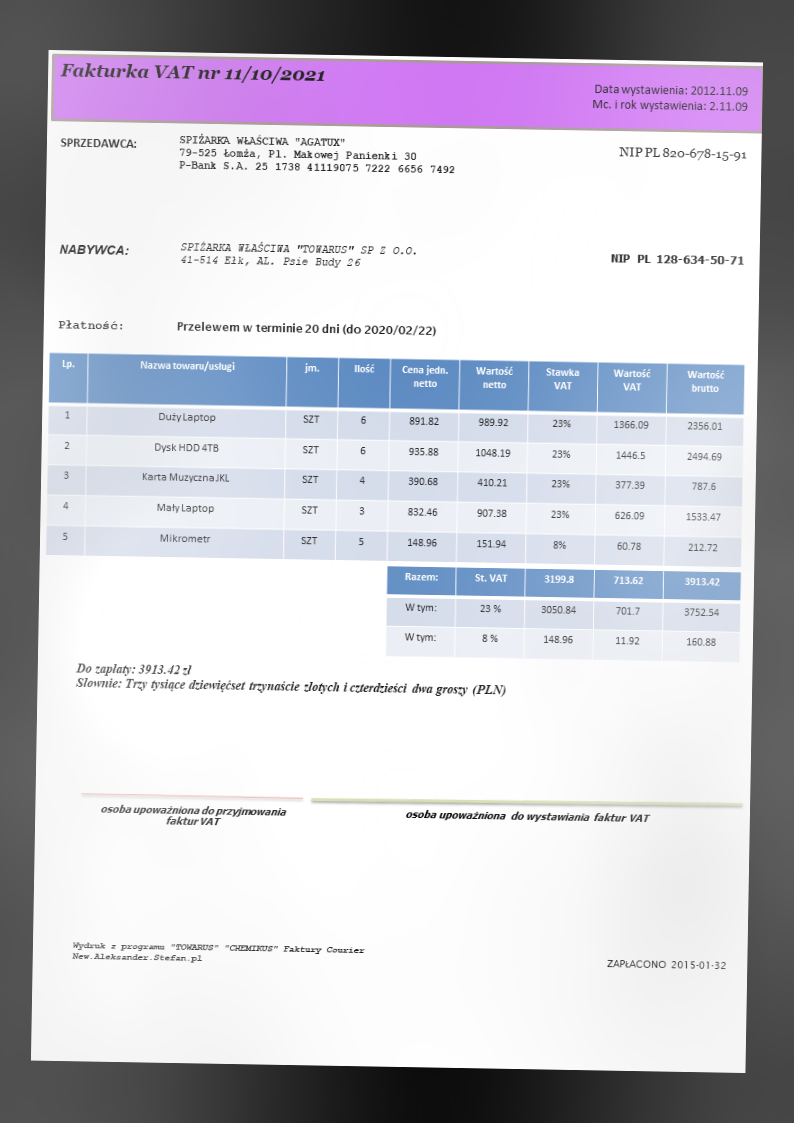 Fakturka VAT nr 11/10/2021
Data wystawienia: 2012.11.09
Mc. i rok wystawienia: 2.11.09
SPRZEDAWCA:
SPIŻARKA WŁAŚCIWA "AGATUX"
79-525 Łomża, Pl. Makowej Panienki 30
P-Bank S.A. 25 1738 41119075 7222 6656 7492
NIP PL 820-678-15-91
NABYWCA:
SPIŻARKA WŁAŚCIWA "TOWARUS" SP Z O.O.
41-514 Ełk, AL. Psie Budy 26
NIP PL 128-634-50-71
Płatność: Przelewem w terminie 20 dni (do 2020/02/22)
Lp. Nazwa towaru/usługi jm. Ilość Cena jedn. netto Wartość netto Stawka VAT Wartość VAT Wartość brutto
1 Duży Laptop SZT 6 891.82 989.92 23% 1366.09 2356.01
2 Dysk HDD 4TB SZT 6 935.88 1048.19 23% 1446.5 2494.69
3 Karta Muzyczna JKL SZT 4 390.68 410.21 23% 377.39 787.6
4 Mały Laptop SZT 3 832.46 907.38 23% 626.09 1533.47
5 Mikrometr SZT 5 148.96 151.94 8% 60.78 212.72
Razem: St. VAT 3199.8 713.62 3913.42
W tym: 23 % 3050.84 701.7 3752.54
W tym: 8 % 148.96 11.92 160.88
Do zapłaty: 3913.42 zł
Slownie: Trzy tysiące dziewięćset trzynaście złotych i czterdzieści dwa groszy (PLN)
osoba upoważniona do przyjmowania
faktur VAT
osoba upoważniona do wystawiania faktur VAT
Wydruk z programu "TOWARUS" "CHEMIKUS" Faktury Courier
New.Aleksander.Stefan.pl
ZAPŁACONO 2015-01-32